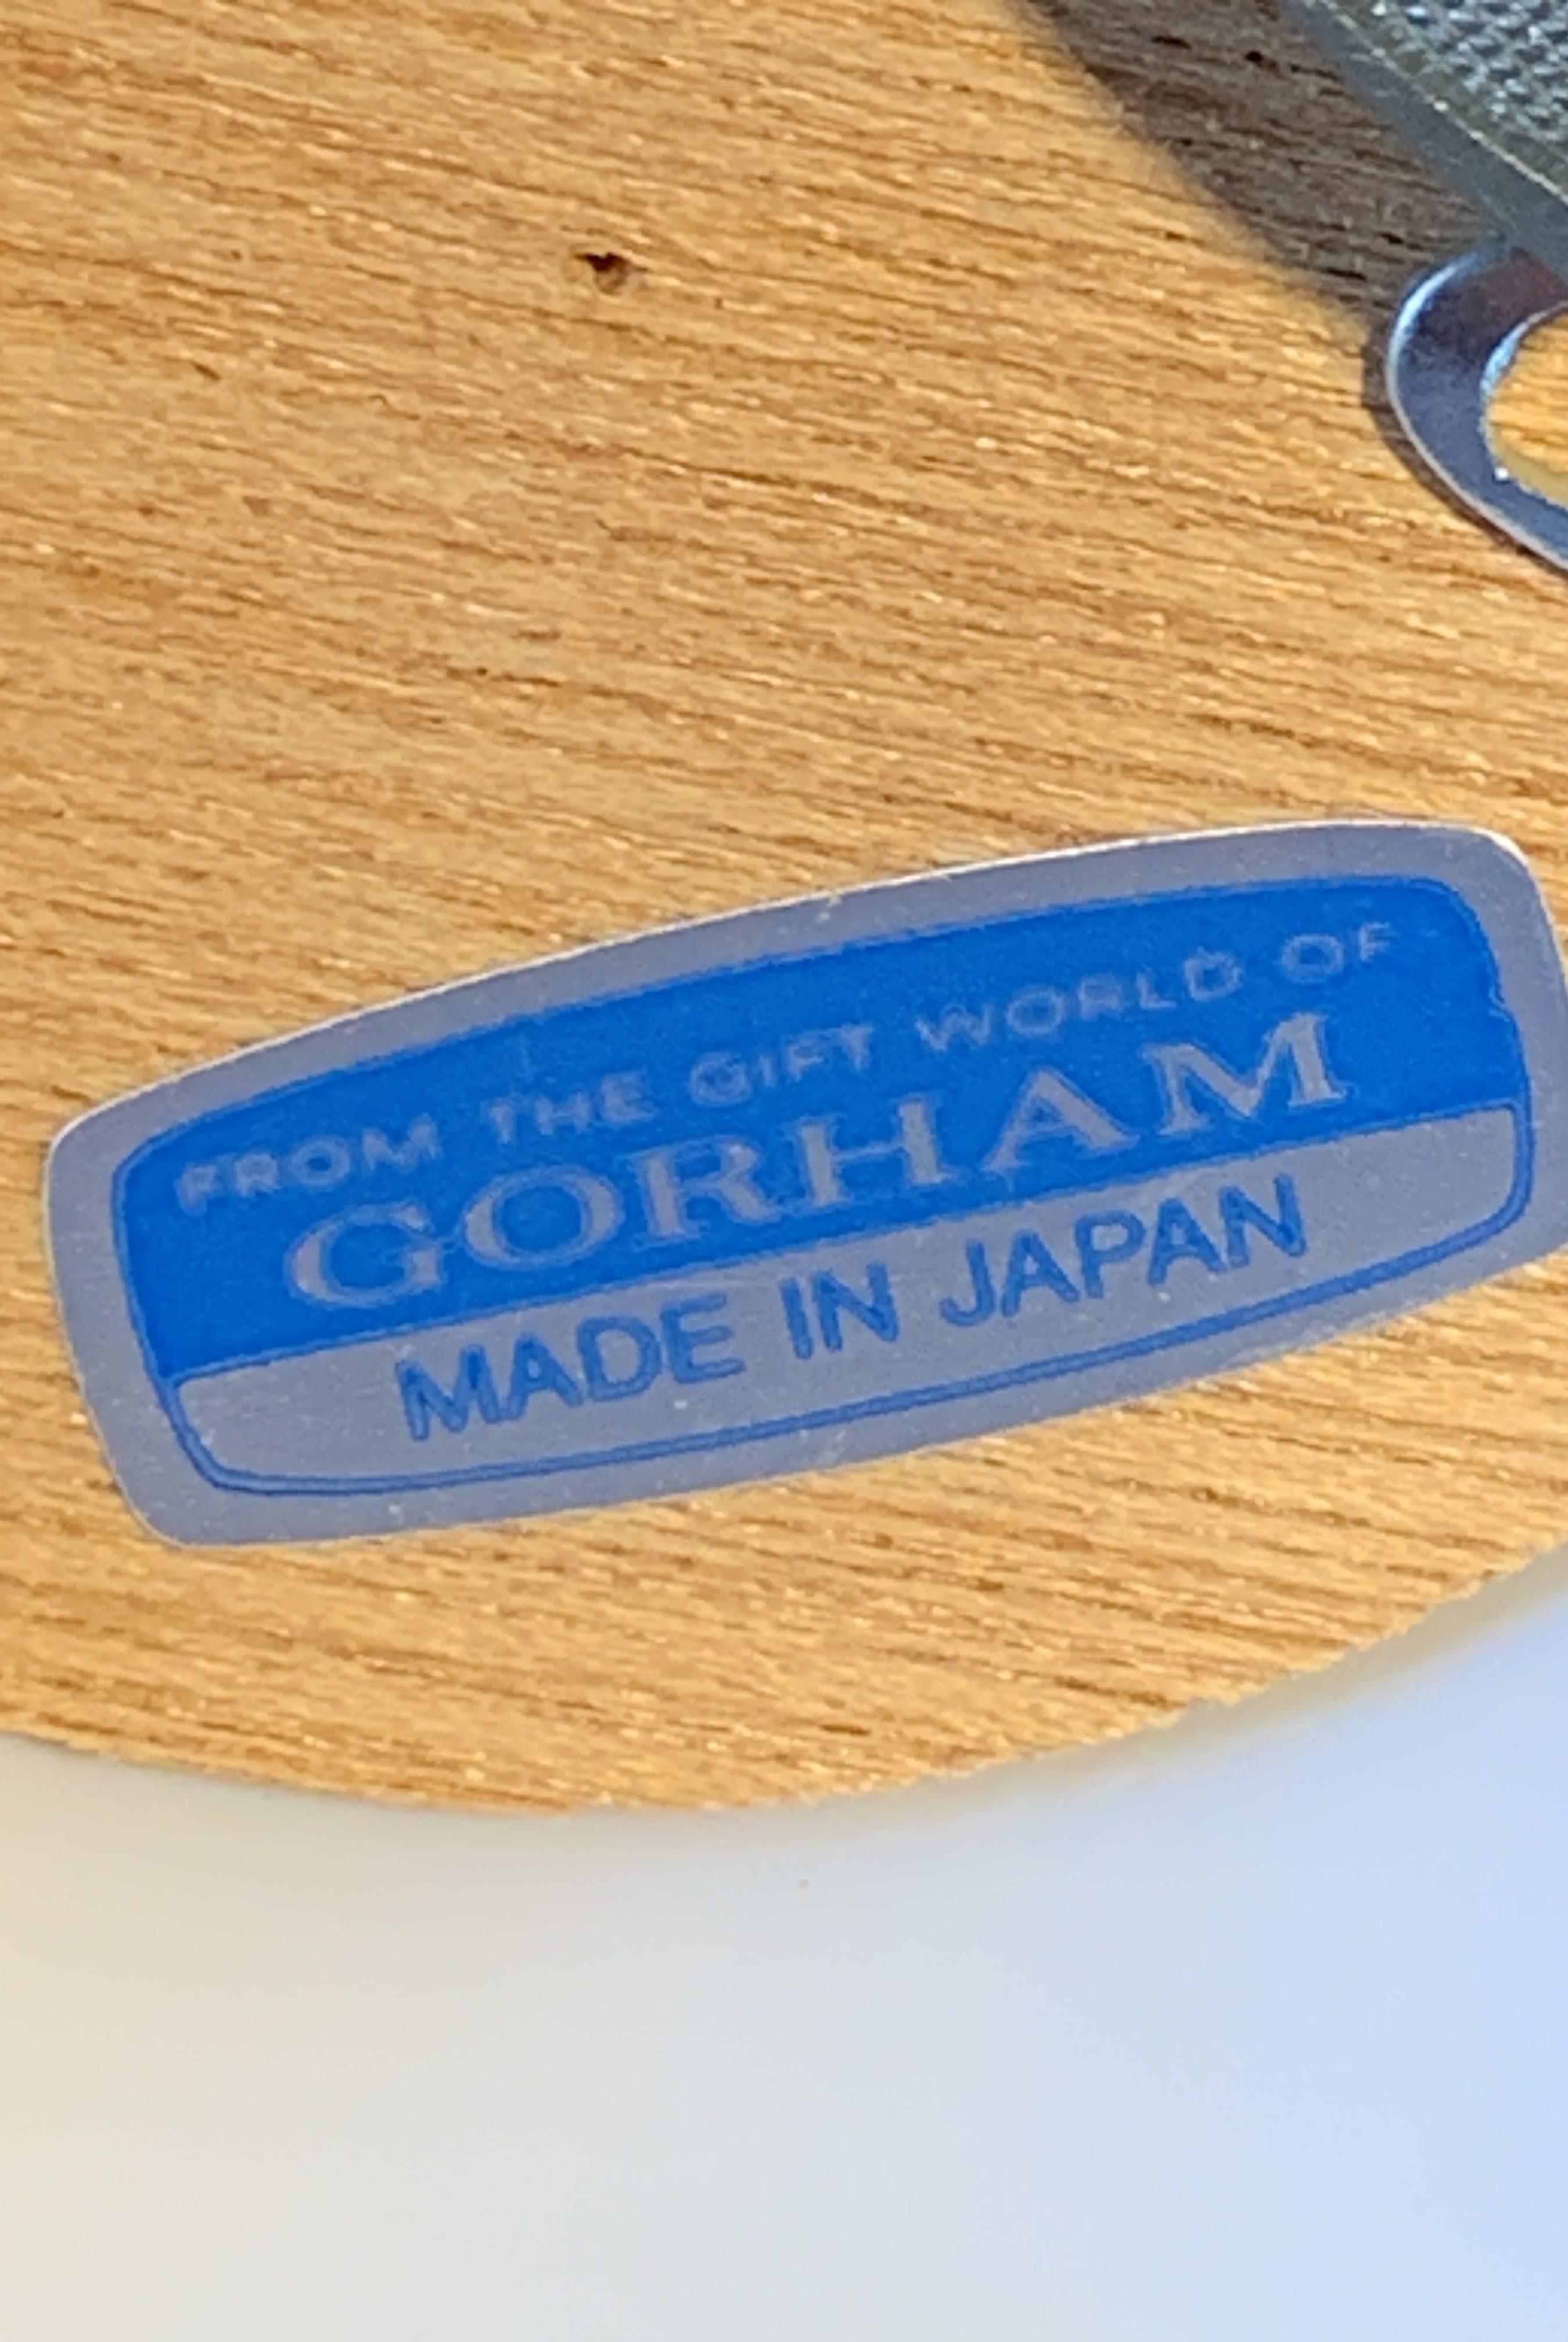 FROM THE GIFT WORLD OF
GORHAM
MADE IN JAPAN